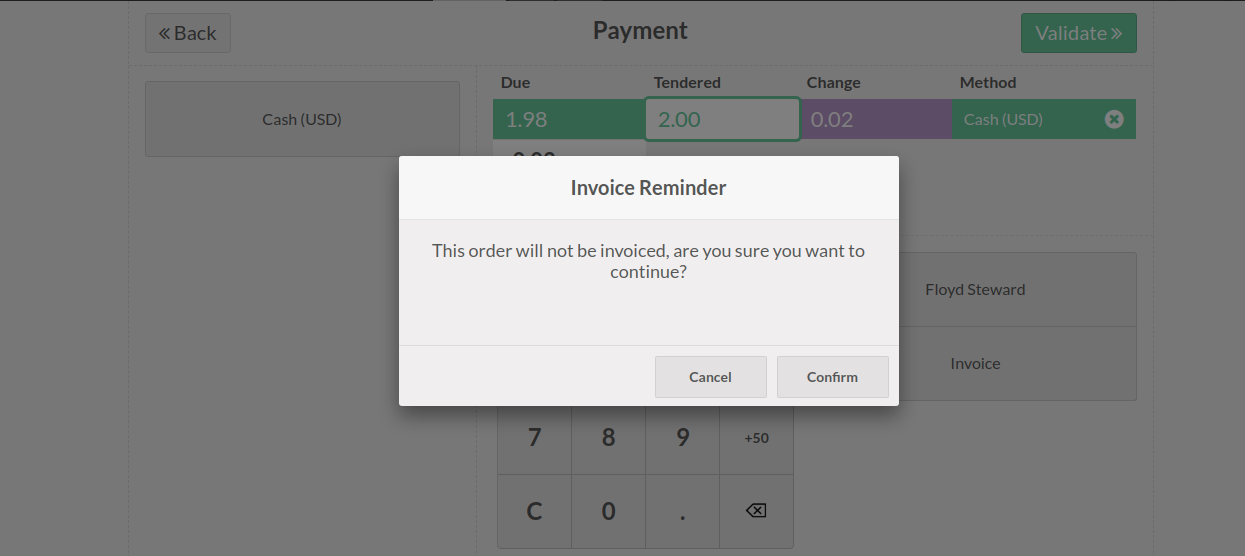 « Back
Payment
Validate »
Due
Tendered
Change
Method
Cash (USD)
1.98
2.00
0.02
Cash (USD)
Invoice Reminder
This order will not be invoiced, are you sure you want to
continue?
Cancel
Confirm
Floyd Steward
Invoice
7
8
9
+50
C
0
.